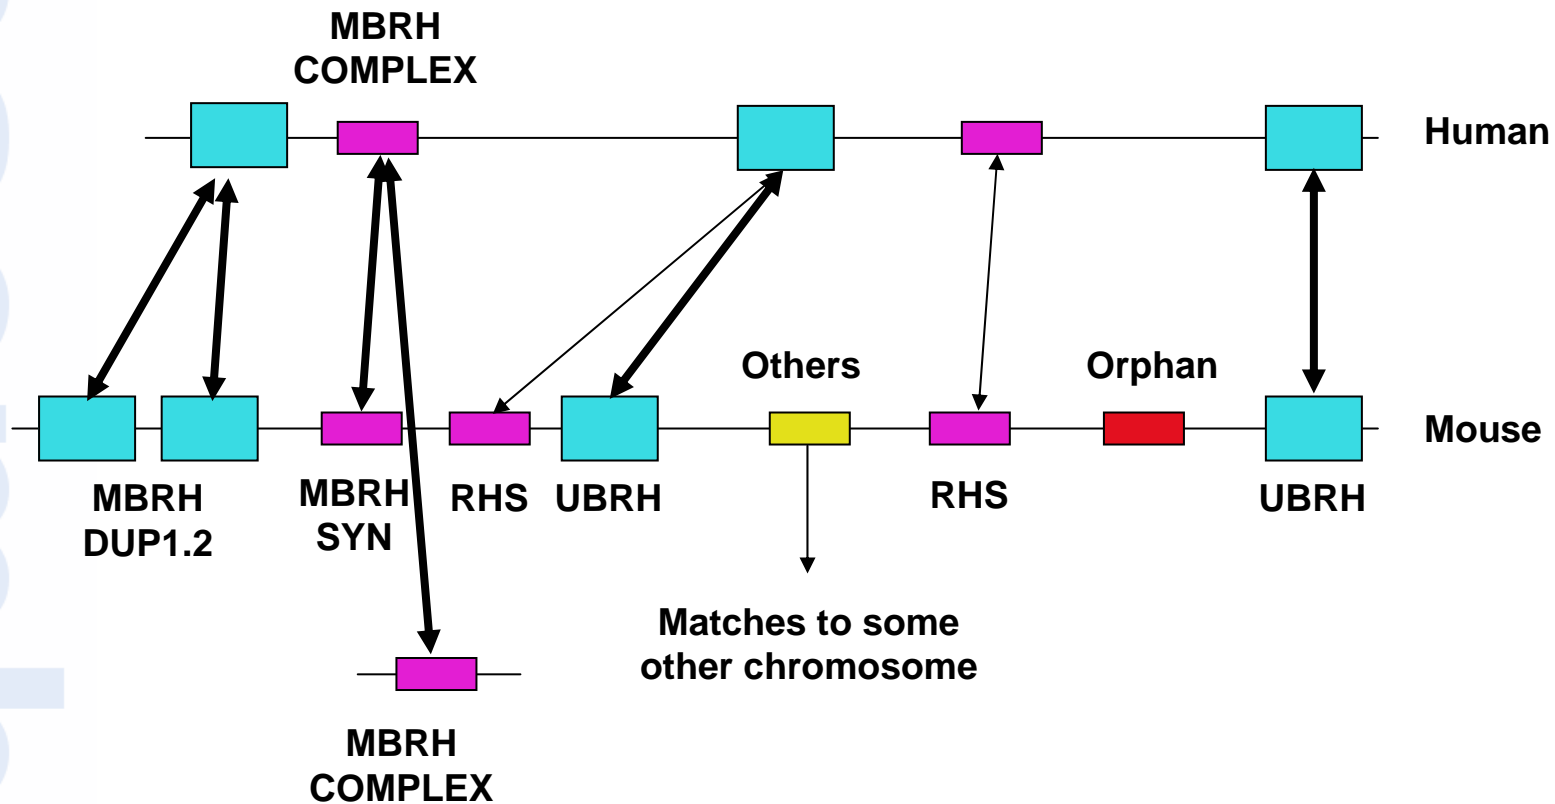 MBRH
COMPLEX
Human
Others
Orphan
Mouse
MBRH
DUP1.2
MBRH
SYN
RHS
UBRH
RHS
UBRH
Matches to some
other chromosome
MBRH
COMPLEX